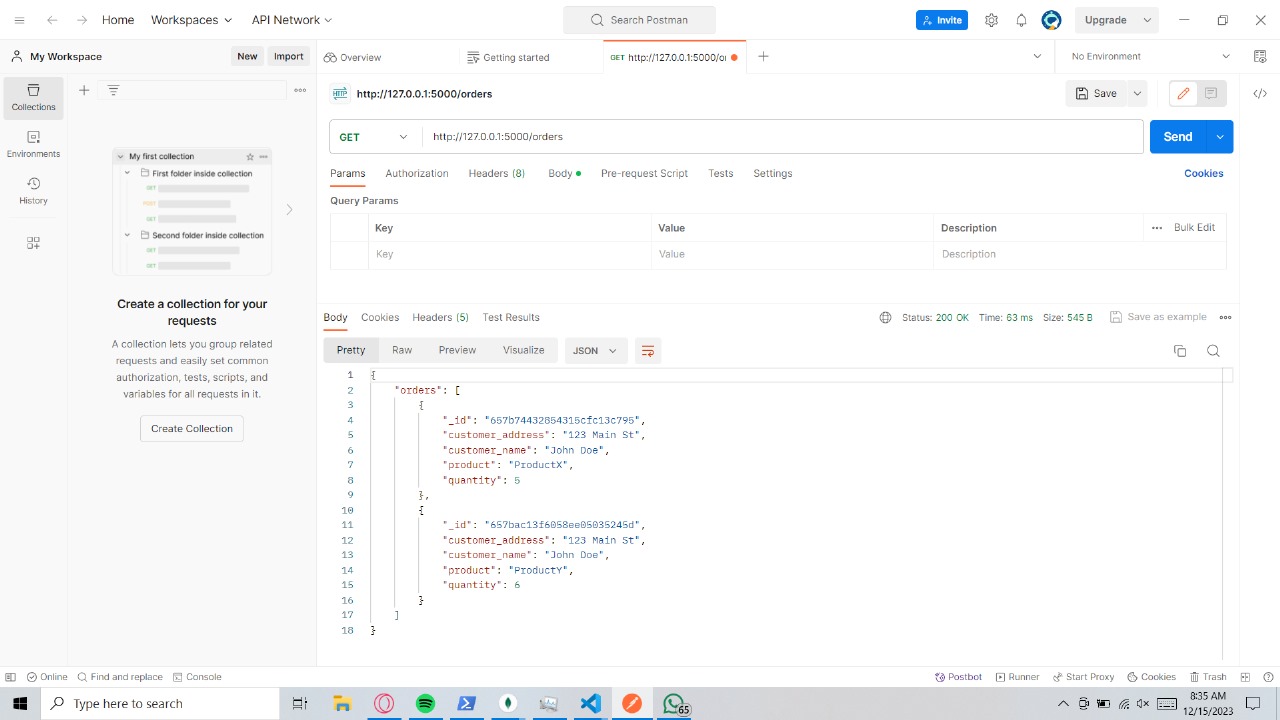 Home Workspaces API Network Search Postman Invite Upgrade
My Workspace New Import Overview Getting started GET http://127.0.0.1:5000/or No Environment
Collections
Environments
History
My first collection
First folder inside collection
GET
POST
GET
Second folder inside collection
GET
GET
Create a collection for your
requests
A collection lets you group related
requests and easily set common
authorization, tests, scripts, and
variables for all requests in it.
Create Collection
HTTP http://127.0.0.1:5000/orders Save
GET http://127.0.0.1:5000/orders Send
Params Authorization Headers (8) Body Pre-request Script Tests Settings Cookies
Query Params
Key Value Description Bulk Edit
Key Value Description
Body Cookies Headers (5) Test Results Status: 200 OK Time: 63 ms Size: 545 B Save as example
Pretty Raw Preview Visualize JSON
1 {
2 "orders": [
3 {
4 "_id": "657b74432854315cfc13c795",
5 "customer_address": "123 Main St",
6 "customer_name": "John Doe",
7 "product": "ProductX",
8 "quantity": 5
9 },
10 {
11 "_id": "657bac13f6058ee05035245d",
12 "customer_address": "123 Main St",
13 "customer_name": "John Doe",
14 "product": "ProductY",
15 "quantity": 6
16 }
17 ]
18 }
Online Find and replace Console Postbot Runner Start Proxy Cookies Trash
Type here to search 65 8:35 AM
12/15/2023